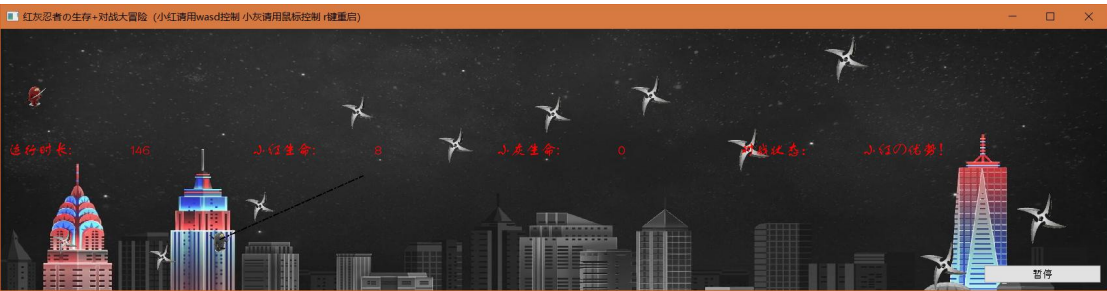 红灰忍者の生存+对战大冒险 (小红请用wasd控制 小灰请用鼠标控制 r键重启)
运行时长: 146 小红生命: 8 小灰生命: 0 状态: 小红の优势!
暂停